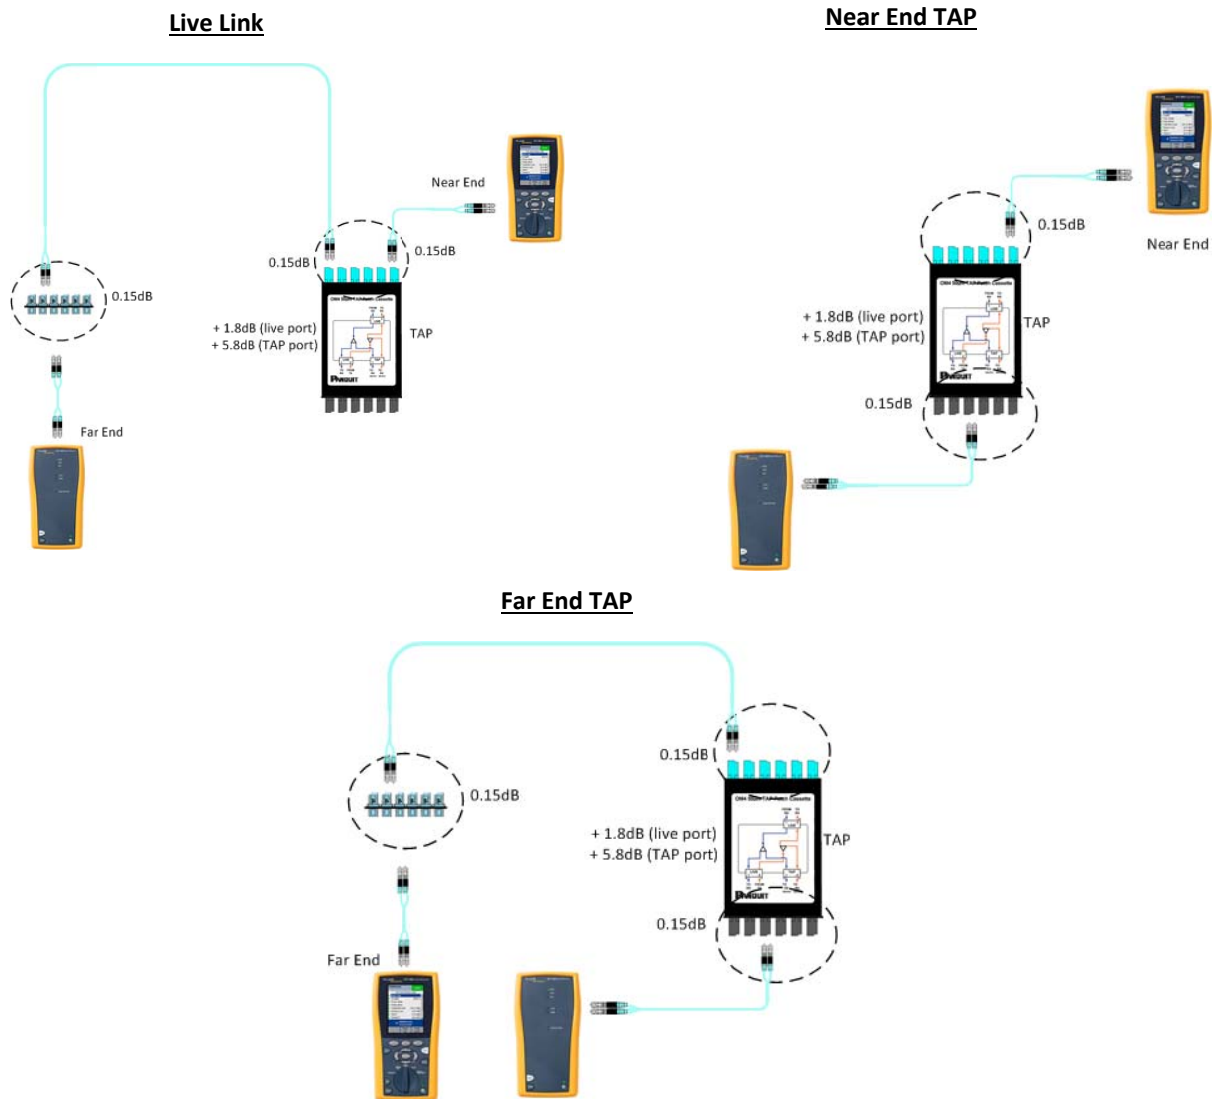 Live Link
Near End
0.15dB
0.15dB
0.15dB
+ 1.8dB (live port)
+ 5.8dB (TAP port)
TAP
PANDUIT
Far End
Near End TAP
0.15dB
Near End
+ 1.8dB (live port)
+ 5.8dB (TAP port)
TAP
PANDUIT
0.15dB
Far End TAP
0.15dB
0.15dB
+ 1.8dB (live port)
+ 5.8dB (TAP port)
TAP
PANDUIT
0.15dB
Far End